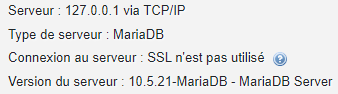 Serveur : 127.0.0.1 via TCP/IP
Type de serveur : MariaDB
Connexion au serveur : SSL n'est pas utilisé
Version du serveur : 10.5.21-MariaDB - MariaDB Server